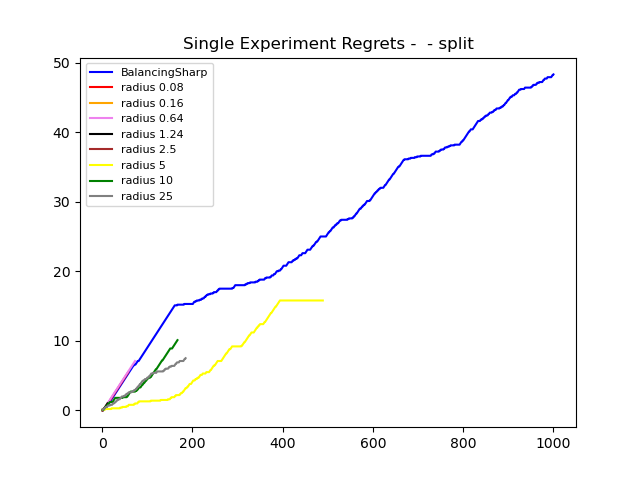 Single Experiment Regrets -  - split
BalancingSharp
radius 0.08
radius 0.16
radius 0.64
radius 1.24
radius 2.5
radius 5
radius 10
radius 25
50
40
30
20
10
0
0 200 400 600 800 1000